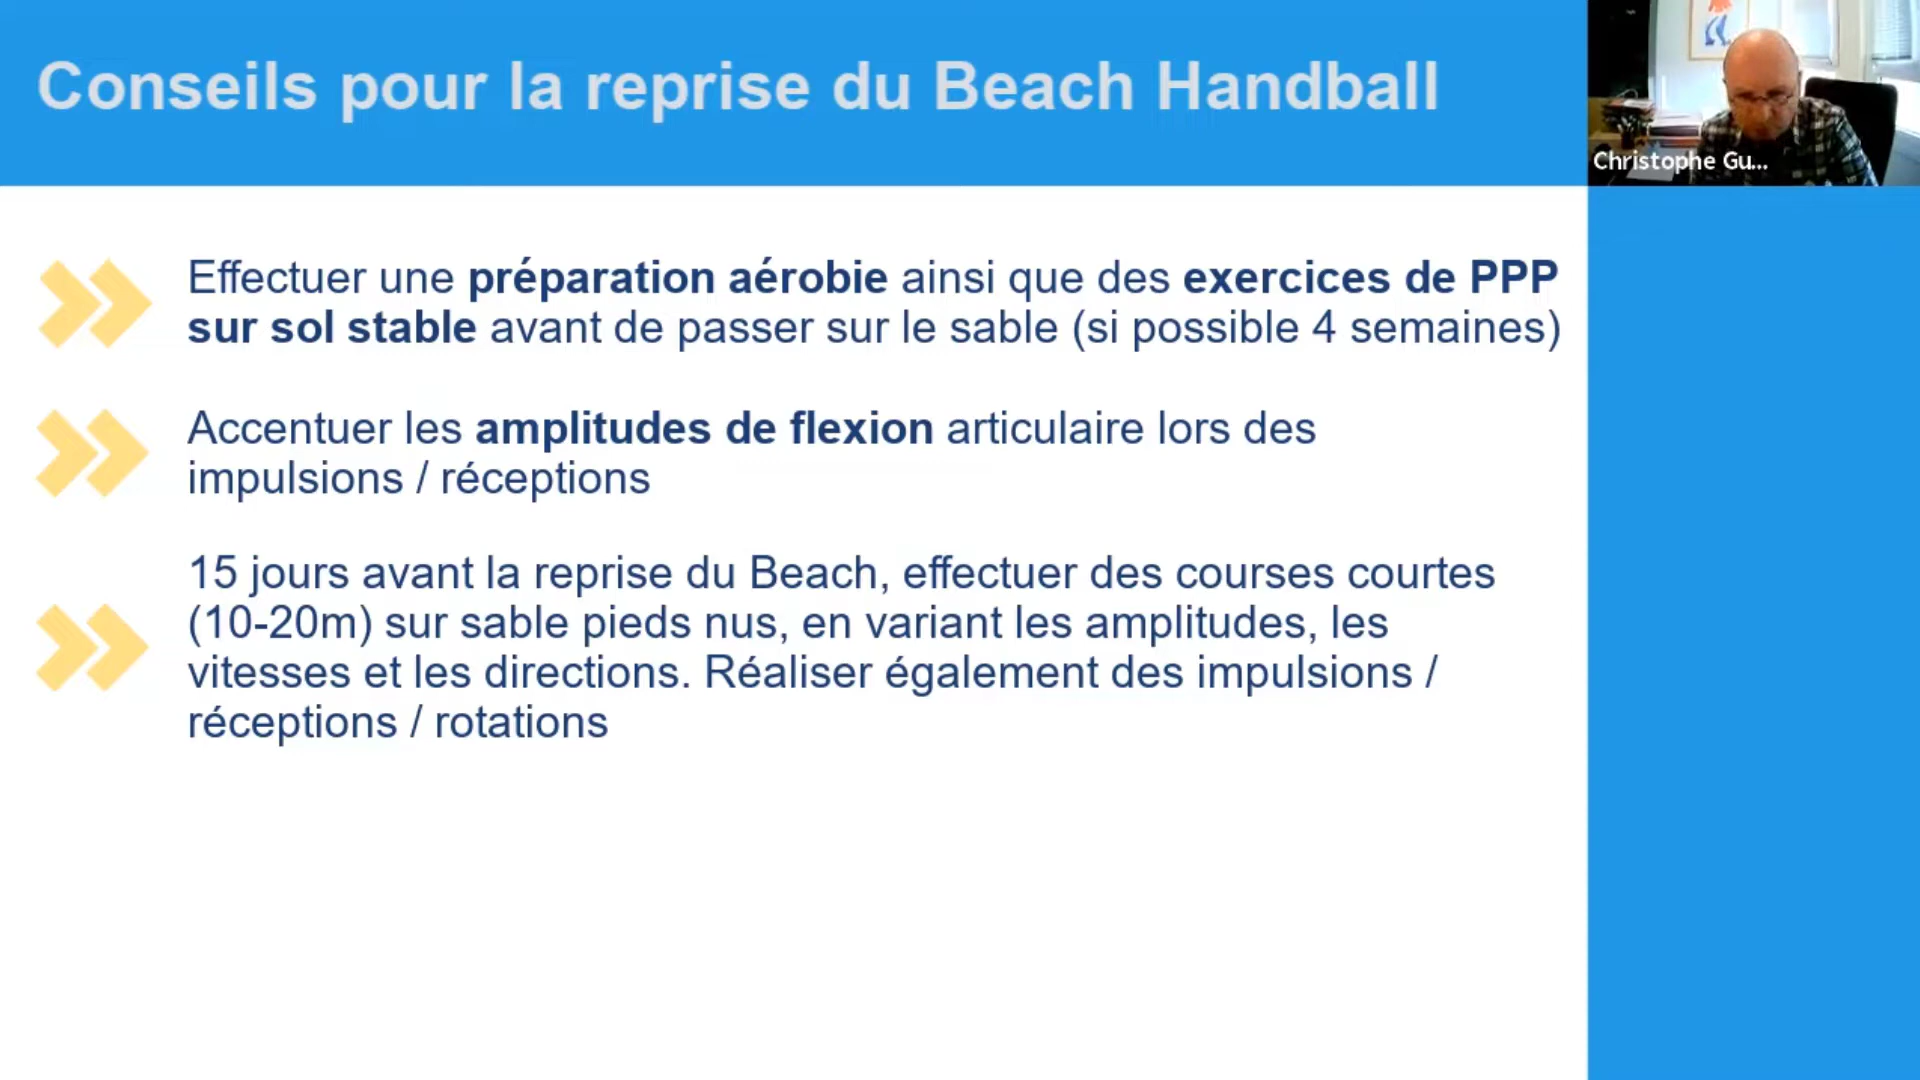 Conseils pour la reprise du Beach Handball
Christophe Gu...
Effectuer une préparation aérobie ainsi que des exercices de PPP
sur sol stable avant de passer sur le sable (si possible 4 semaines)
Accentuer les amplitudes de flexion articulaire lors des
impulsions / réceptions
15 jours avant la reprise du Beach, effectuer des courses courtes
(10-20m) sur sable pieds nus, en variant les amplitudes, les
vitesses et les directions. Réaliser également des impulsions /
réceptions / rotations